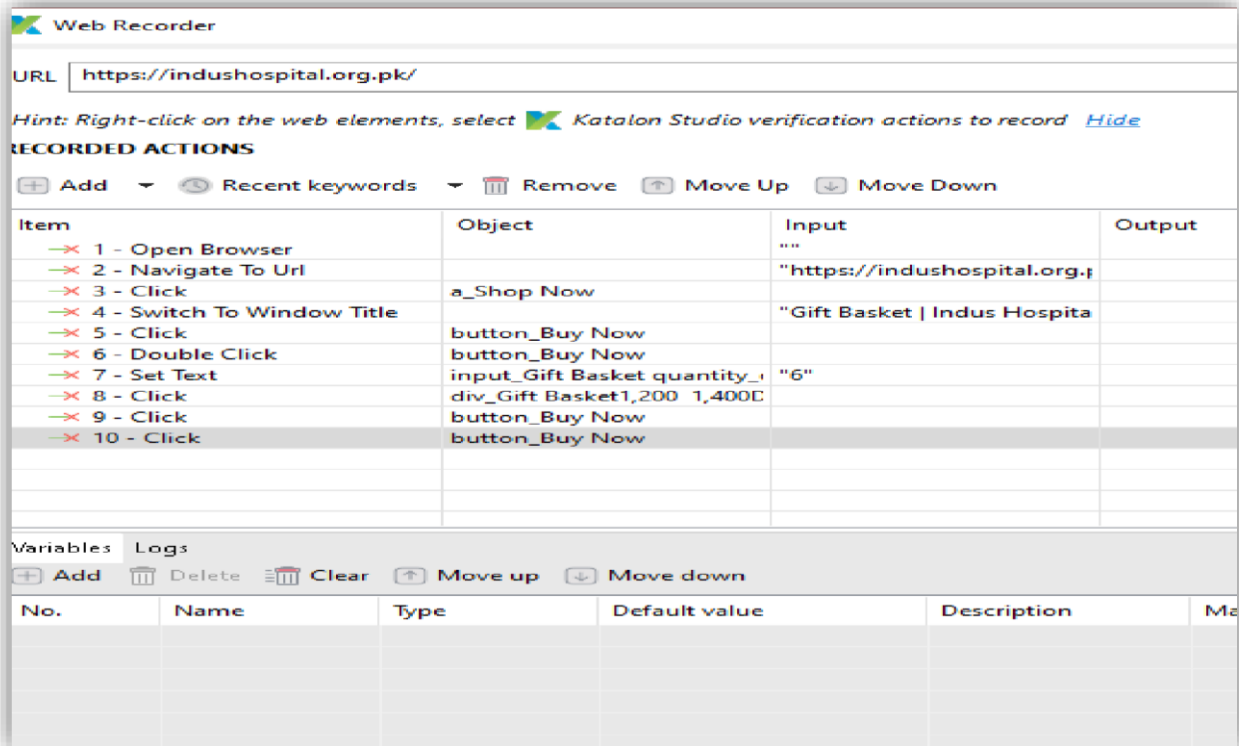 Web Recorder
URL https://indushospital.org.pk/
Hint: Right-click on the web elements, select Katalon Studio verification actions to record Hide
RECORDED ACTIONS
Add Recent keywords Remove Move Up Move Down
Item Object Input Output
1 - Open Browser ""
2 - Navigate To Url "https://indushospital.org.p
3 - Click a_Shop Now
4 - Switch To Window Title "Gift Basket | Indus Hospita
5 - Click button_Buy Now
6 - Double Click button_Buy Now
7 - Set Text input_Gift Basket quantity_ "6"
8 - Click div_Gift Basket1,200 1,400D
9 - Click button_Buy Now
10 - Click button_Buy Now
Variables Logs
Add Delete Clear Move up Move down
No. Name Type Default value Description Ma